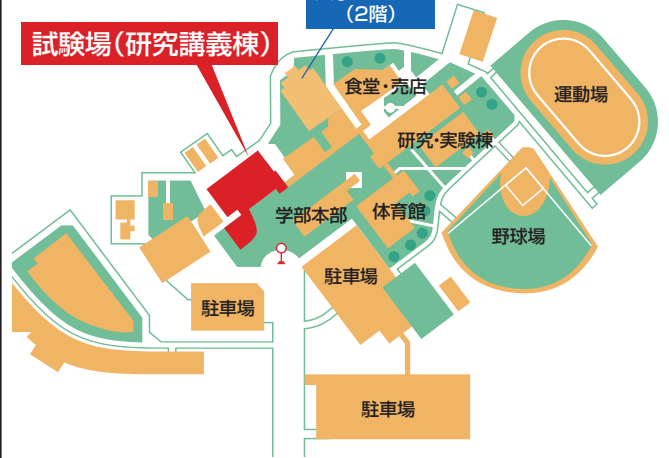 （2階）
試験場（研究講義棟）
食堂・売店
運動場
研究・実験棟
学部本部
体育館
野球場
駐車場
駐車場
駐車場